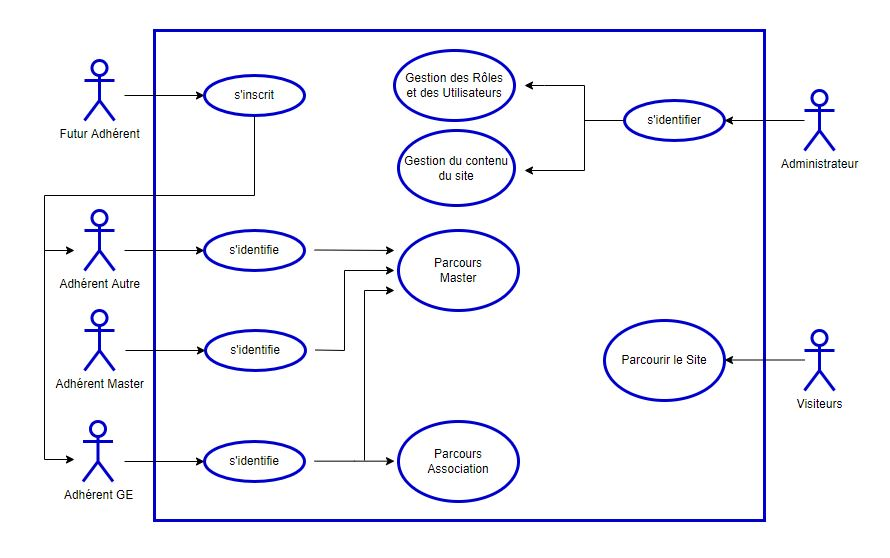 Gestion des Rôles
et des Utilisateurs
s'inscrit
s'identifier
Futur Adhérent
Administrateur
Gestion du contenu
du site
s'identifie
Parcours
Master
Adhérent Autre
s'identifie
Parcourir le Site
Adhérent Master
Visiteurs
s'identifie
Parcours
Association
Adhérent GE